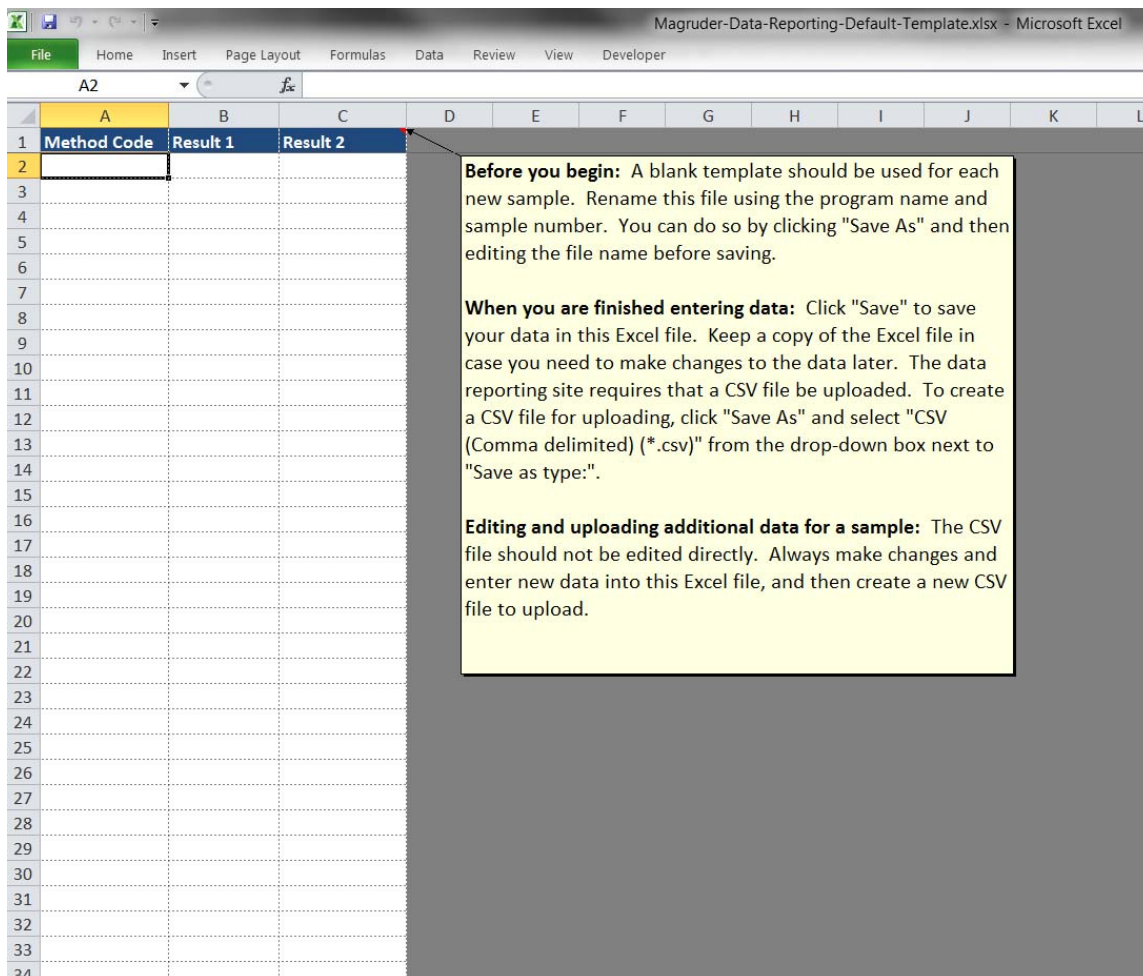 Magruder-Data-Reporting-Default-Template.xlsx - Microsoft Excel
File Home Insert Page Layout Formulas Data Review View Developer
A2 fx
A B C D E F G H I J K L
1 Method Code Result 1 Result 2
2
3
4
5
6
7
8
9
10
11
12
13
14
15
16
17
18
19
20
21
22
23
24
25
26
27
28
29
30
31
32
33
34
Before you begin: A blank template should be used for each
new sample. Rename this file using the program name and
sample number. You can do so by clicking "Save As" and then
editing the file name before saving.
When you are finished entering data: Click "Save" to save
your data in this Excel file. Keep a copy of the Excel file in
case you need to make changes to the data later. The data
reporting site requires that a CSV file be uploaded. To create
a CSV file for uploading, click "Save As" and select "CSV
(Comma delimited) (*.csv)" from the drop-down box next to
"Save as type:".
Editing and uploading additional data for a sample: The CSV
file should not be edited directly. Always make changes and
enter new data into this Excel file, and then create a new CSV
file to upload.